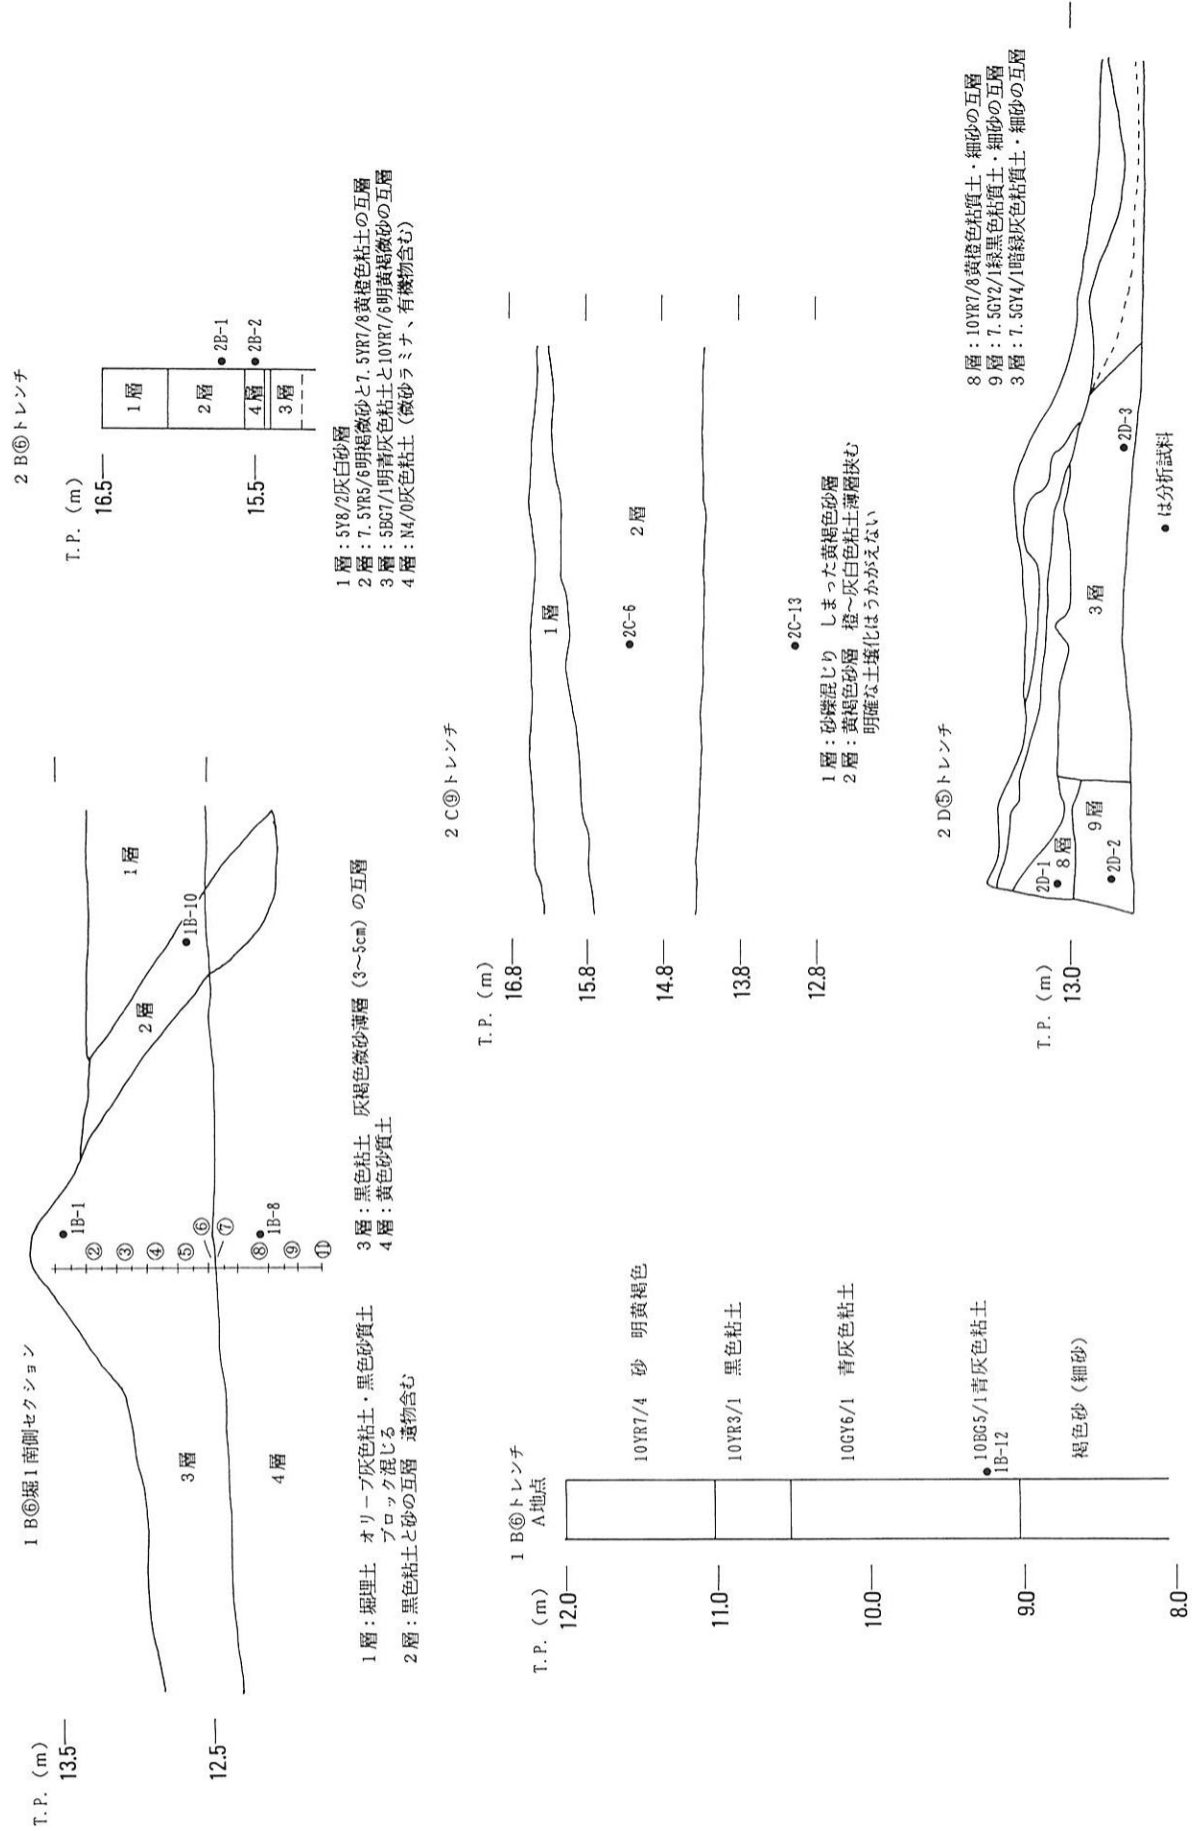 1B⑥堀1南側セクション
T.P.（m）
13.5
12.5
1層
2層
3層
4層
1B-1
1B-10
1B-8
②
③
④
⑤
⑥
⑦
⑧
⑨
⑪
1層：堀埋土　オリーブ灰色粘土・黒色砂質土
ブロック混じる
2層：黒色粘土と砂の互層　遺物含む
3層：黒色粘土　灰褐色微砂薄層（3～5cm）の互層
4層：黄色砂質土
2B⑥トレンチ
T.P.（m）
16.5
15.5
1層
2層
4層
3層
2B-1
2B-2
1層：5Y8/2灰白砂層
2層：7.5YR5/6明褐微砂と7.5YR7/8黄橙色粘土の互層
3層：5BG7/1明青灰色粘土と10YR7/6明黄褐微砂の互層
4層：N4/0灰色粘土（微砂ラミナ、有機物含む）
1B⑥トレンチ
A地点
T.P.（m）
12.0
11.0
10.0
9.0
8.0
10YR7/4　砂　明黄褐色
10YR3/1　黒色粘土
10GY6/1　青灰色粘土
10BG5/1青灰色粘土
1B-12
褐色砂（細砂）
2C⑨トレンチ
T.P.（m）
16.8
15.8
14.8
13.8
12.8
1層
2層
2C-6
2C-13
1層：砂礫混じり　しまった黄褐色砂層
2層：黄褐色砂層　橙～灰白色粘土薄層挟む
明確な土壌化はうかがえない
2D⑤トレンチ
T.P.（m）
13.0
2D-1
8層
9層
2D-2
3層
2D-3
8層：10YR7/8黄橙色粘質土・細砂の互層
9層：7.5GY2/1緑黒色粘質土・細砂の互層
3層：7.5GY4/1暗緑灰色粘質土・細砂の互層
●は分析試料